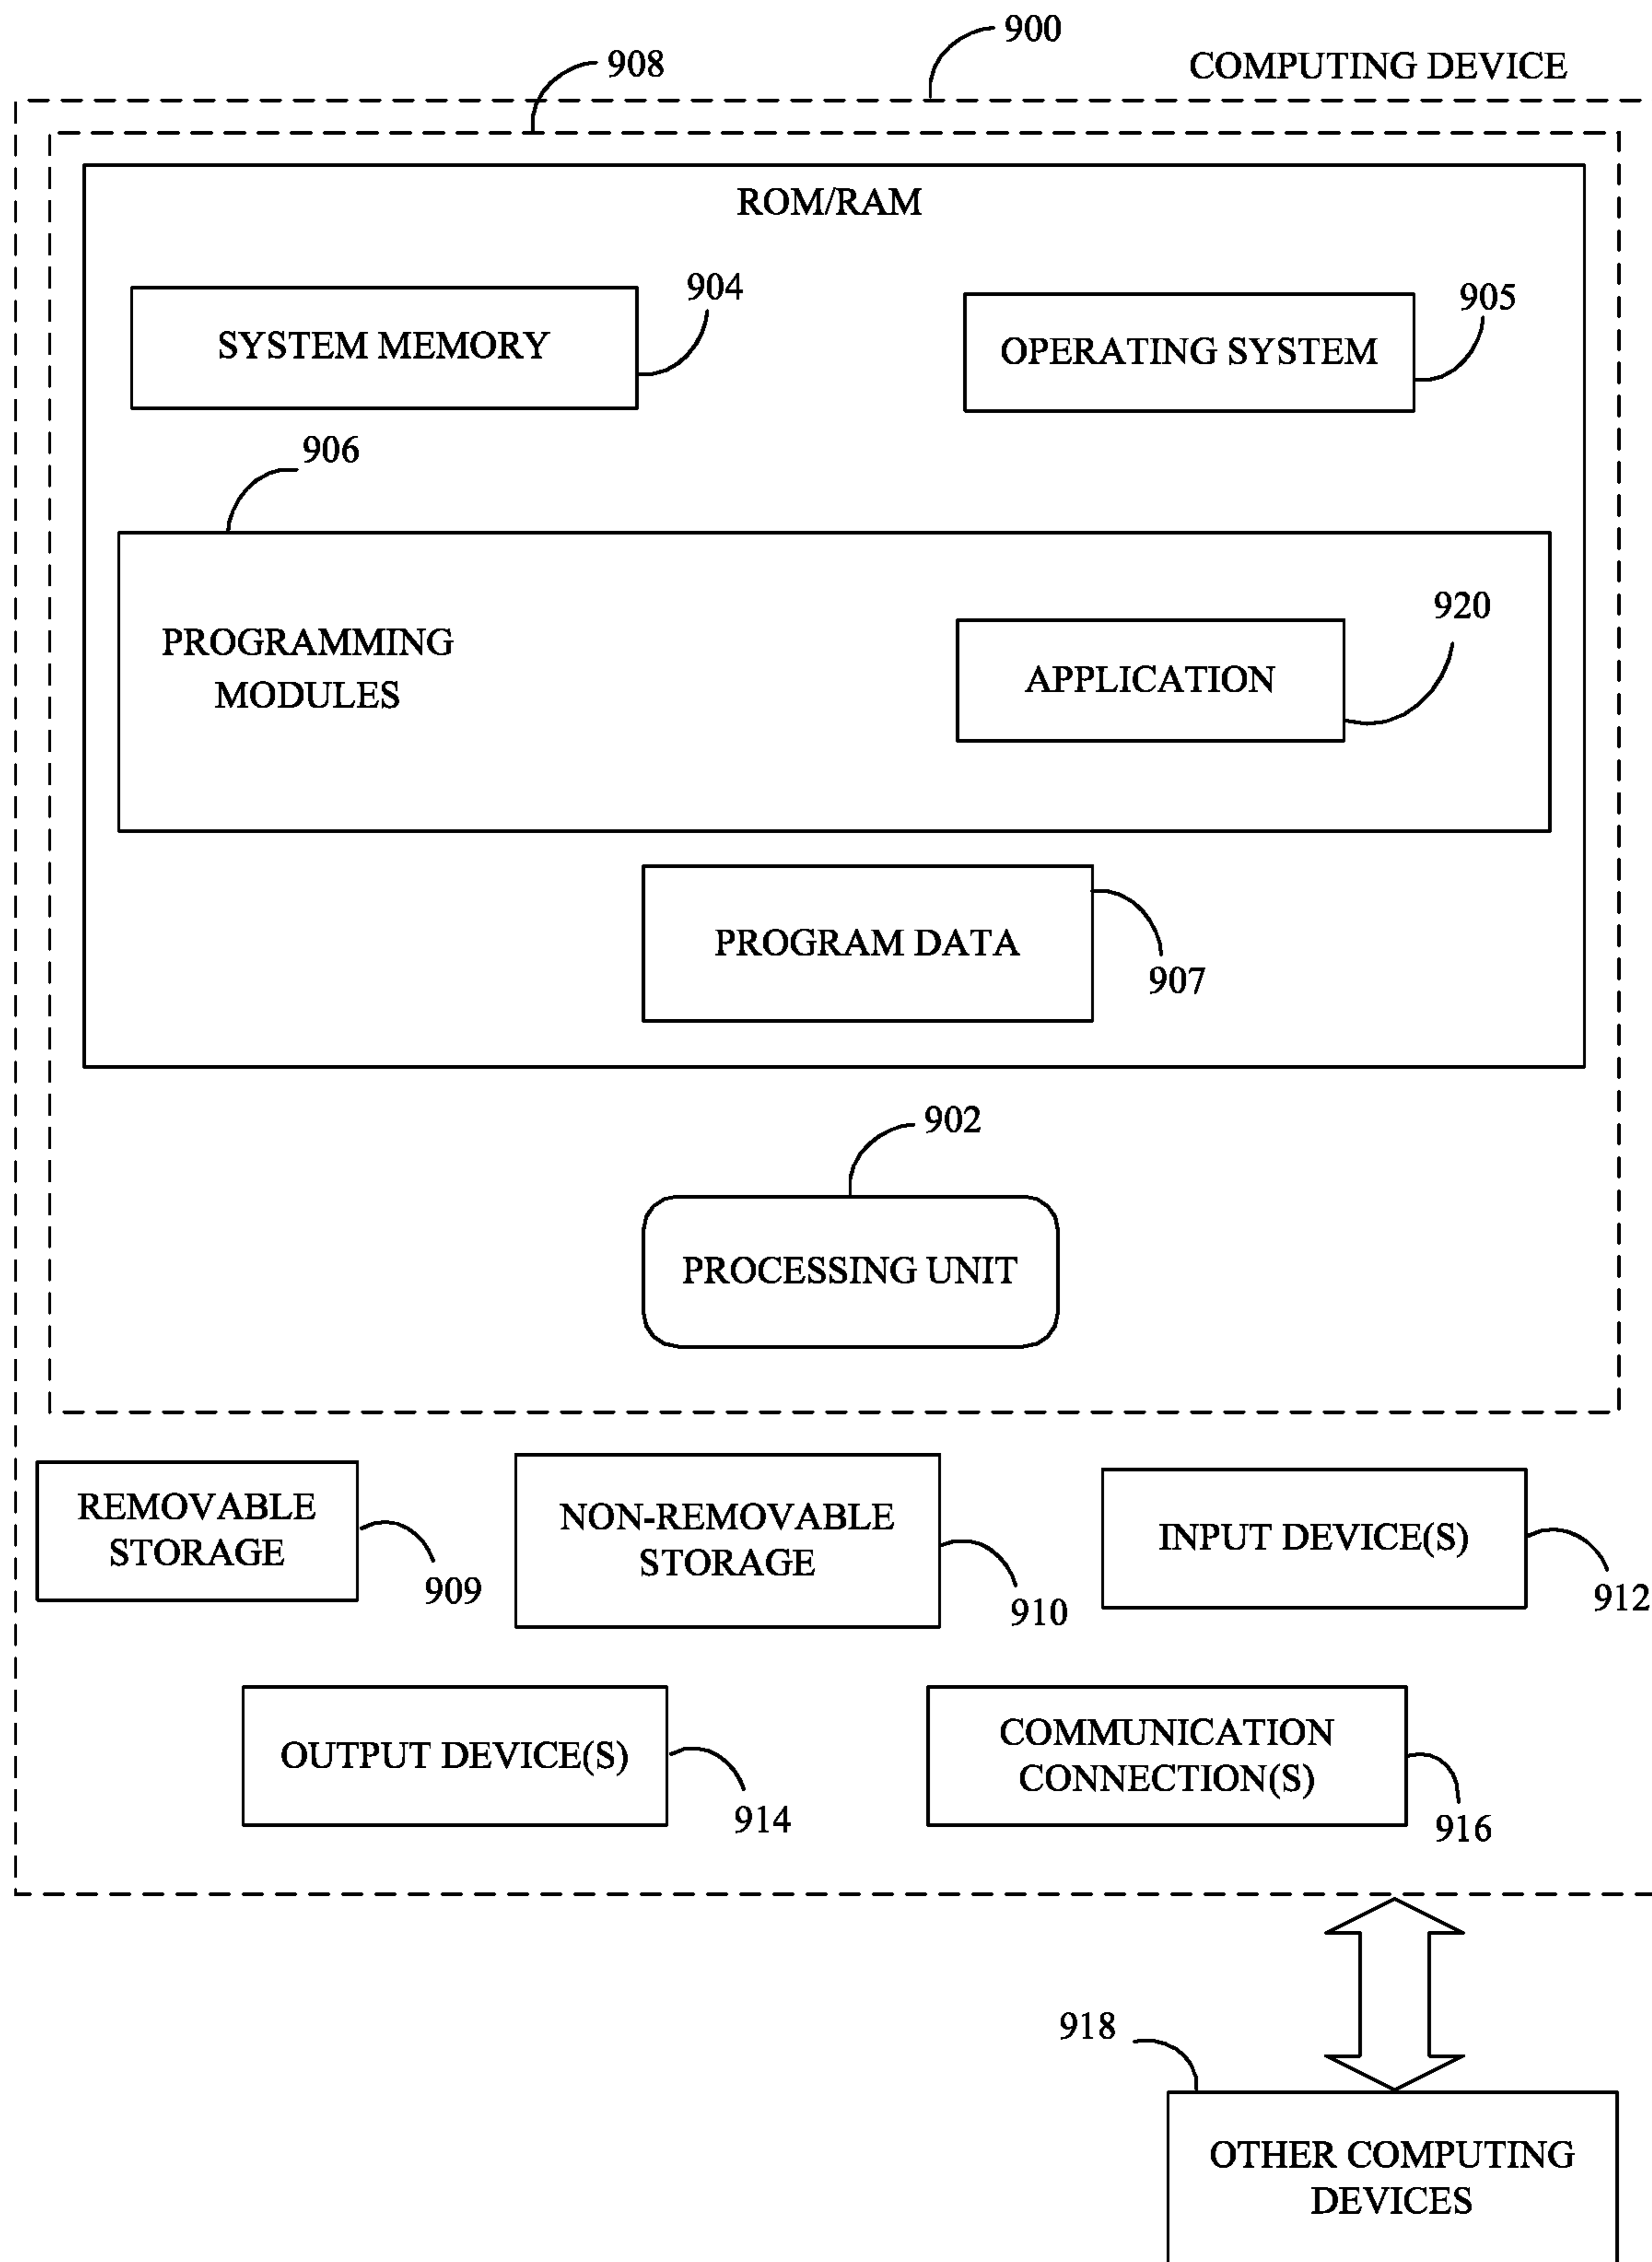 900
908
COMPUTING DEVICE
ROM/RAM
904
905
SYSTEM MEMORY
OPERATING SYSTEM
906
920
PROGRAMMING
MODULES
APPLICATION
PROGRAM DATA
907
902
PROCESSING UNIT
REMOVABLE
STORAGE
909
NON-REMOVABLE
STORAGE
910
INPUT DEVICE(S)
912
OUTPUT DEVICE(S)
914
COMMUNICATION
CONNECTION(S)
916
918
OTHER COMPUTING
DEVICES